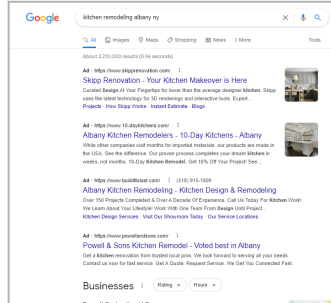 Google
kitchen remodeling albany ny
All Images Maps Shopping News More Tools
About 3,210,000 results (0.96 seconds)
Ad · https://www.skipprenovation.com/
Skipp Renovation - Your Kitchen Makeover is Here
Curated Design At Your Fingertips for lower than the average designer kitchen. Skipp
uses the latest technology for 3D renderings and interactive tools. Expert...
Projects · How Skipp Works · Instant Estimate · Blogs
Ad · https://www.10-daykitchens.com/
Albany Kitchen Remodelers - 10-Day Kitchens - Albany
While other companies wait months for imported materials, our products are made in
the USA. See the difference. Our proven process completes your dream kitchen in
weeks, not months. 10-Day Kitchen Remodel. Get 10% Off Your Project! See...
Ad · https://www.builditlast.com/ (518) 915-1000
Albany Kitchen Remodeling - Kitchen Design & Remodeling
Over 150 Projects Completed & Over A Decade Of Experience. Call Us Today For Kitchen Work!
We Learn About Your Lifestyle! Work With One Team From Design Until Project...
Kitchen Design Services · Visit Our Showroom Today · Our Service Locations
Ad · https://www.powellandsons.com/
Powell & Sons Kitchen Remodel - Voted best in Albany
Get a kitchen renovation from trusted local pros. We look forward to serving all your needs.
Contact us now for fast service. Get A Quote. Request Service. We Get You Connected Fast.
Businesses Rating Hours